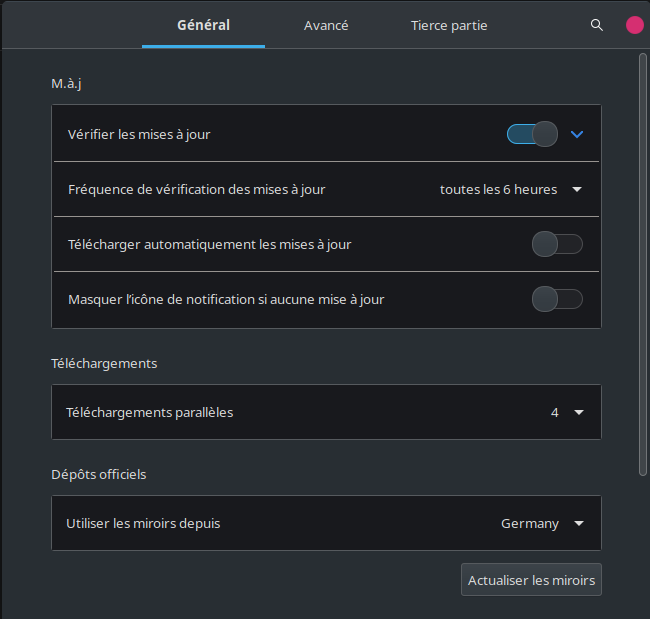 Général
Avancé
Tierce partie
M.à.j
Vérifier les mises à jour
Fréquence de vérification des mises à jour
toutes les 6 heures
Télécharger automatiquement les mises à jour
Masquer l’icône de notification si aucune mise à jour
Téléchargements
Téléchargements parallèles
4
Dépôts officiels
Utiliser les miroirs depuis
Germany
Actualiser les miroirs